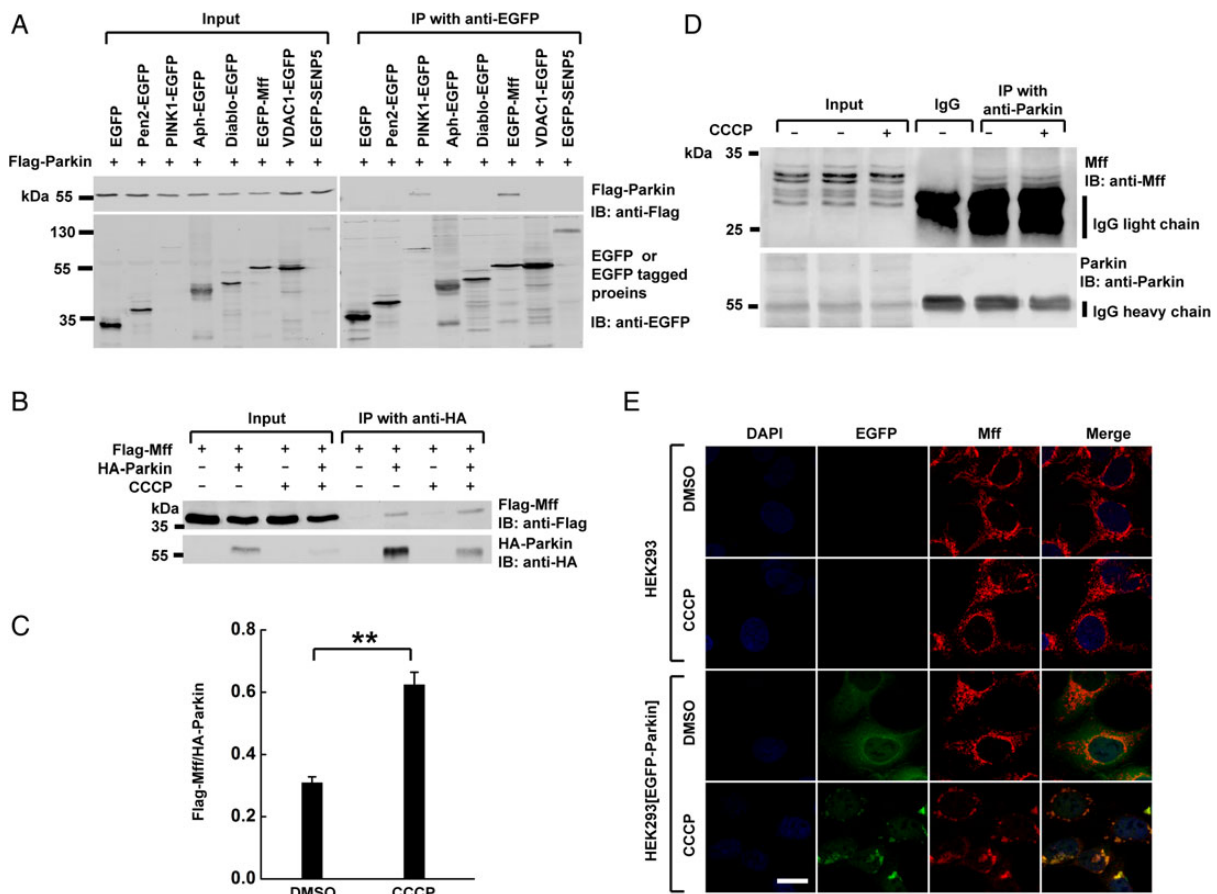 A
Input
IP with anti-EGFP
EGFP
Pen2-EGFP
PINK1-EGFP
Aph-EGFP
Diablo-EGFP
EGFP-Mff
VDAC1-EGFP
EGFP-SENP5
EGFP
Pen2-EGFP
PINK1-EGFP
Aph-EGFP
Diablo-EGFP
EGFP-Mff
VDAC1-EGFP
EGFP-SENP5
Flag-Parkin + + + + + + + + + + + + + + + +
kDa 55
Flag-Parkin
IB: anti-Flag
130
55
35
EGFP or
EGFP tagged
proeins
IB: anti-EGFP
B
Input
IP with anti-HA
Flag-Mff + + + + + + + +
HA-Parkin – + – + – + – +
CCCP – – + + – – + +
kDa
35
Flag-Mff
IB: anti-Flag
55
HA-Parkin
IB: anti-HA
C
Flag-Mff/HA-Parkin
0.8
0.6
0.4
0.2
0.0
**
DMSO
CCCP
D
Input
IgG
IP with
anti-Parkin
CCCP – – + – – +
kDa
35
25
Mff
IB: anti-Mff
IgG light chain
55
Parkin
IB: anti-Parkin
IgG heavy chain
E
DAPI
EGFP
Mff
Merge
HEK293
DMSO
CCCP
HEK293[EGFP-Parkin]
DMSO
CCCP